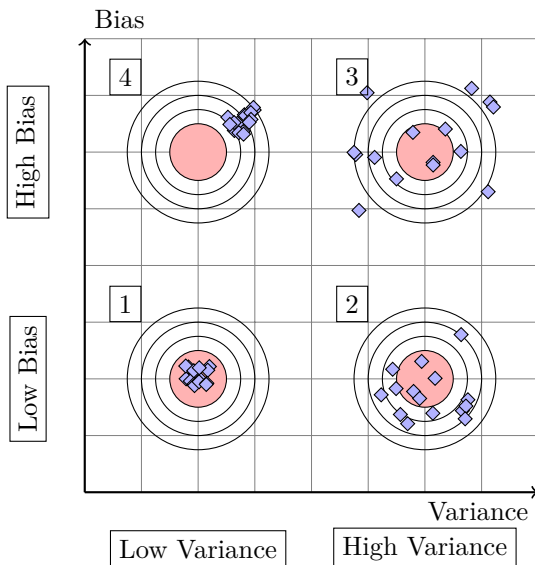 Bias
4
3
High Bias
1
2
Low Bias
Variance
Low Variance
High Variance